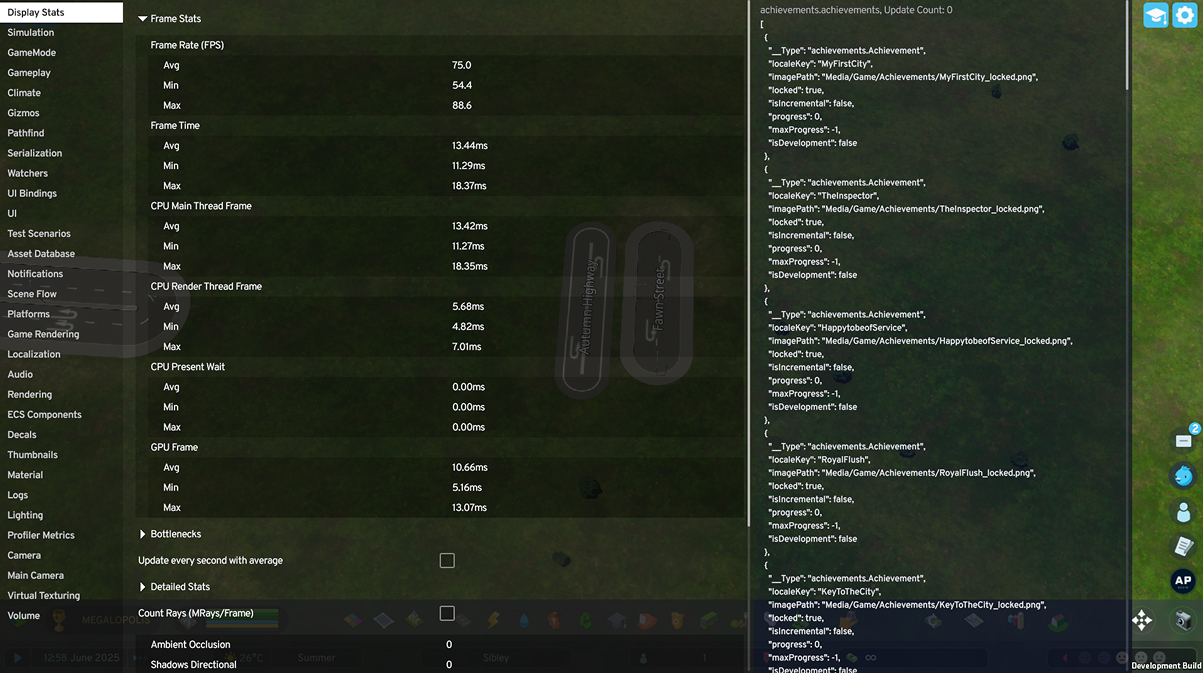 Display Stats
Simulation
GameMode
Gameplay
Climate
Gizmos
Pathfind
Serialization
Watchers
UI Bindings
UI
Test Scenarios
Asset Database
Notifications
Scene Flow
Platforms
Game Rendering
Localization
Audio
Rendering
ECS Components
Decals
Thumbnails
Material
Logs
Lighting
Profiler Metrics
Camera
Main Camera
Virtual Texturing
Volume
Frame Stats
Frame Rate (FPS)
Avg 75.0
Min 54.4
Max 88.6
Frame Time
Avg 13.44ms
Min 11.29ms
Max 18.37ms
CPU Main Thread Frame
Avg 13.42ms
Min 11.27ms
Max 18.35ms
CPU Render Thread Frame
Avg 5.68ms
Min 4.82ms
Max 7.01ms
CPU Present Wait
Avg 0.00ms
Min 0.00ms
Max 0.00ms
GPU Frame
Avg 10.66ms
Min 5.16ms
Max 13.07ms
Bottlenecks
Update every second with average
Detailed Stats
Count Rays (MRays/Frame)
Ambient Occlusion 0
Shadows Directional 0
Autumn Highway
Fawn Street
MEGALOPOLIS
12:58 June 2025
26°C
Summer
Sibley
1
achievements.achievements, Update Count: 0
[
{
"__Type": "achievements.Achievement",
"localeKey": "MyFirstCity",
"imagePath": "Media/Game/Achievements/MyFirstCity_locked.png",
"locked": true,
"isIncremental": false,
"progress": 0,
"maxProgress": -1,
"isDevelopment": false
},
{
"__Type": "achievements.Achievement",
"localeKey": "TheInspector",
"imagePath": "Media/Game/Achievements/TheInspector_locked.png",
"locked": true,
"isIncremental": false,
"progress": 0,
"maxProgress": -1,
"isDevelopment": false
},
{
"__Type": "achievements.Achievement",
"localeKey": "HappytobeofService",
"imagePath": "Media/Game/Achievements/HappytobeofService_locked.png",
"locked": true,
"isIncremental": false,
"progress": 0,
"maxProgress": -1,
"isDevelopment": false
},
{
"__Type": "achievements.Achievement",
"localeKey": "RoyalFlush",
"imagePath": "Media/Game/Achievements/RoyalFlush_locked.png",
"locked": true,
"isIncremental": false,
"progress": 0,
"maxProgress": -1,
"isDevelopment": false
},
{
"__Type": "achievements.Achievement",
"localeKey": "KeyToTheCity",
"imagePath": "Media/Game/Achievements/KeyToTheCity_locked.png",
"locked": true,
"isIncremental": false,
"progress": 0,
"maxProgress": -1,
"isDevelopment": false
2
AP
Development Build